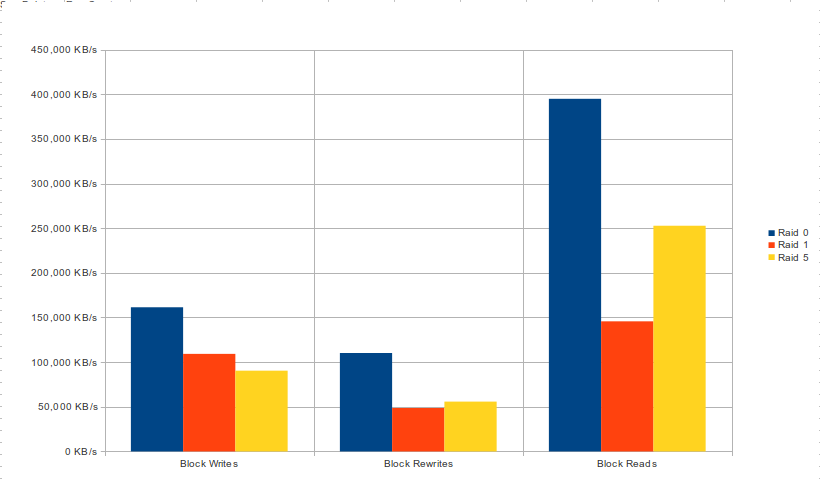 450,000 KB/s
400,000 KB/s
350,000 KB/s
300,000 KB/s
250,000 KB/s
200,000 KB/s
150,000 KB/s
100,000 KB/s
50,000 KB/s
0 KB/s
Block Writes
Block Rewrites
Block Reads
Raid 0
Raid 1
Raid 5